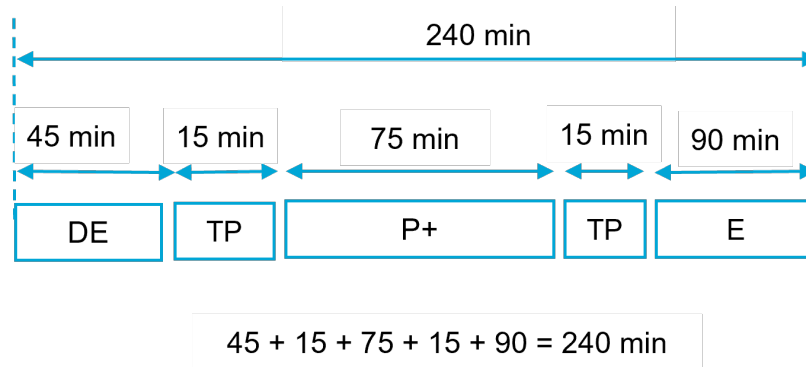 240 min
45 min 15 min 75 min 15 min 90 min
DE TP P+ TP E
45 + 15 + 75 + 15 + 90 = 240 min